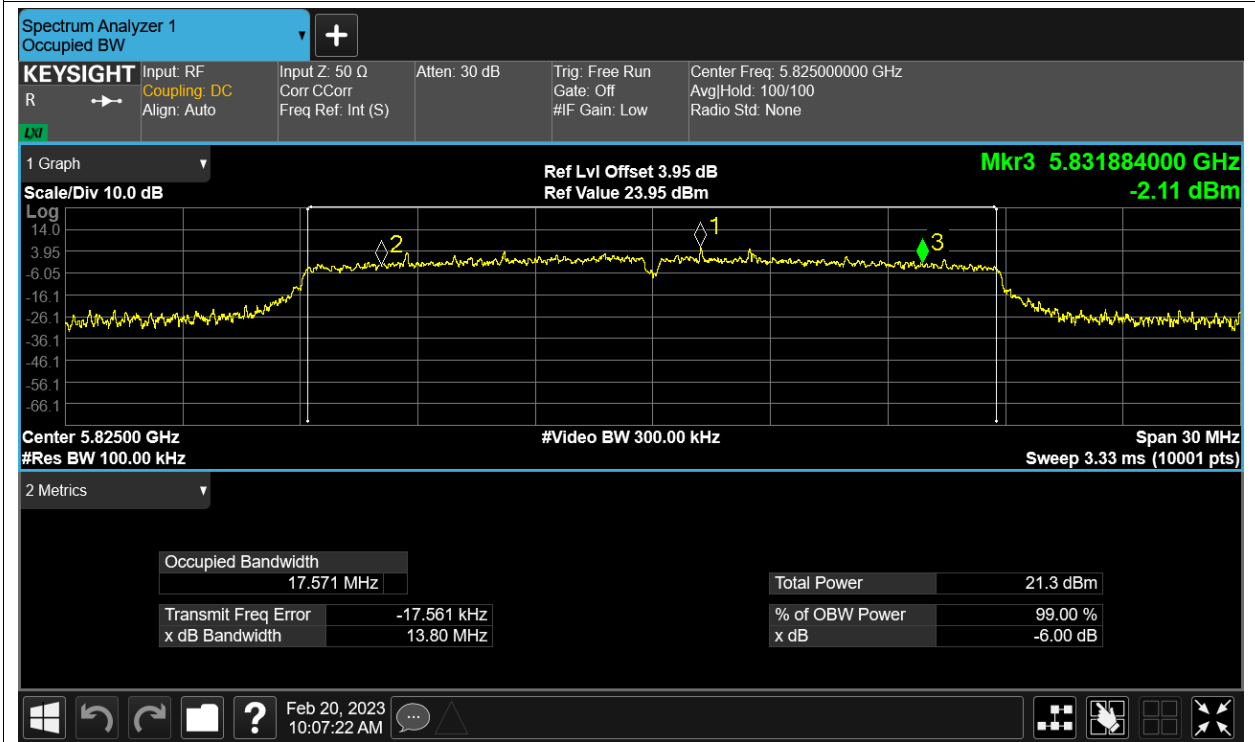 Spectrum Analyzer 1
Occupied BW
KEYSIGHT
R
LXI
Input: RF
Coupling: DC
Align: Auto
Input Z: 50 Ω
Corr CCorr
Freq Ref: Int (S)
Atten: 30 dB
Trig: Free Run
Gate: Off
#IF Gain: Low
Center Freq: 5.825000000 GHz
Avg|Hold: 100/100
Radio Std: None
1 Graph
Scale/Div 10.0 dB
Ref Lvl Offset 3.95 dB
Ref Value 23.95 dBm
Mkr3 5.831884000 GHz
-2.11 dBm
Log
14.0
3.95
-6.05
-16.1
-26.1
-36.1
-46.1
-56.1
-66.1
2
1
3
Center 5.82500 GHz
#Video BW 300.00 kHz
Span 30 MHz
#Res BW 100.00 kHz
Sweep 3.33 ms (10001 pts)
2 Metrics
Occupied Bandwidth
17.571 MHz
Transmit Freq Error -17.561 kHz
x dB Bandwidth 13.80 MHz
Total Power 21.3 dBm
% of OBW Power 99.00 %
x dB -6.00 dB
?
Feb 20, 2023
10:07:22 AM